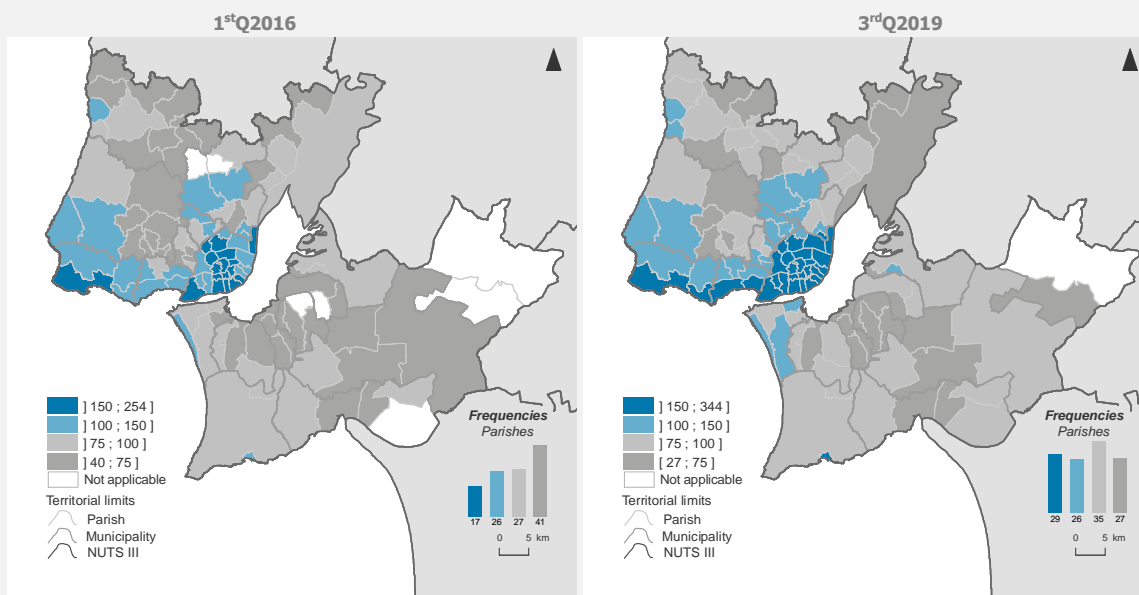 1stQ2016
] 150 ; 254 ]
] 100 ; 150 ]
] 75 ; 100 ]
] 40 ; 75 ]
Not applicable
Territorial limits
Parish
Municipality
NUTS III
Frequencies
Parishes
17 26 27 41
0 5 km
3rdQ2019
] 150 ; 344 ]
] 100 ; 150 ]
] 75 ; 100 ]
[ 27 ; 75 ]
Not applicable
Territorial limits
Parish
Municipality
NUTS III
Frequencies
Parishes
29 26 35 27
0 5 km